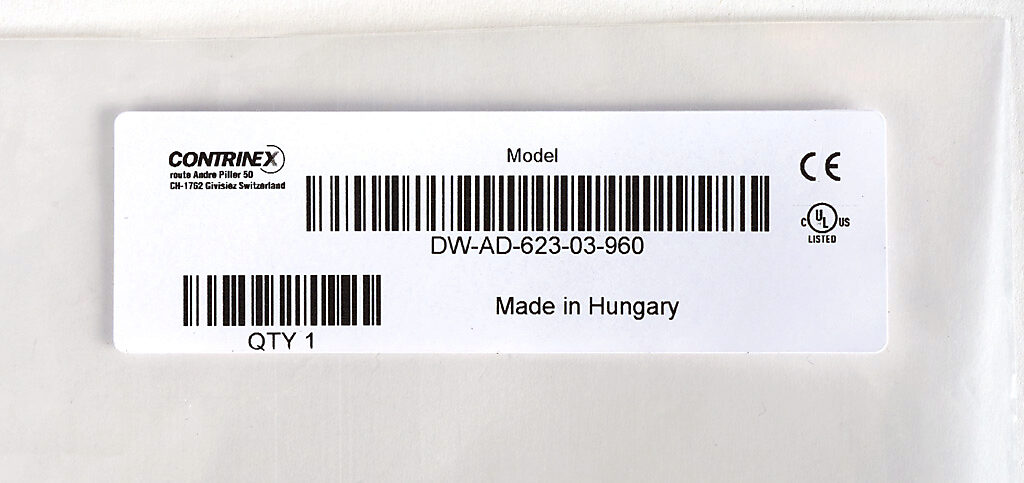 CONTRINEX
route Andre Piller 50
CH-1762 Givisiez Switzerland
Model
DW-AD-623-03-960
CE
C UL US
LISTED
QTY 1
Made in Hungary